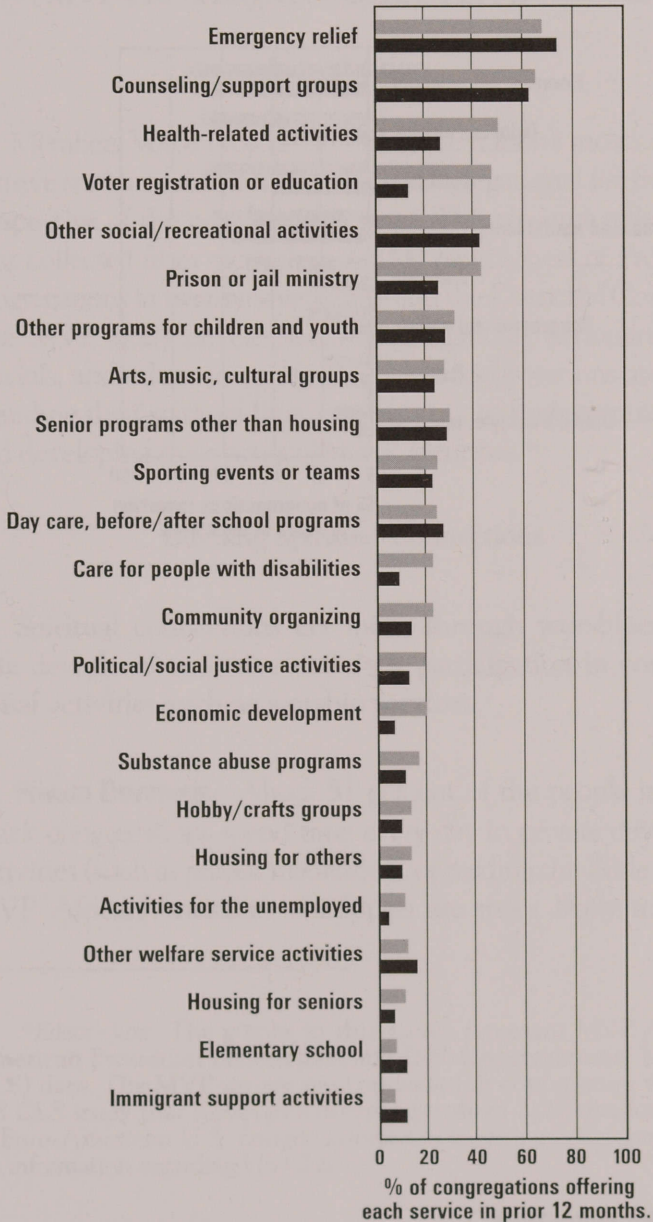 Emergency relief
Counseling/support groups
Health-related activities
Voter registration or education
Other social/recreational activities
Prison or jail ministry
Other programs for children and youth
Arts, music, cultural groups
Senior programs other than housing
Sporting events or teams
Day care, before/after school programs
Care for people with disabilities
Community organizing
Political/social justice activities
Economic development
Substance abuse programs
Hobby/crafts groups
Housing for others
Activities for the unemployed
Other welfare service activities
Housing for seniors
Elementary school
Immigrant support activities
0 20 40 60 80 100
% of congregations offering
each service in prior 12 months.